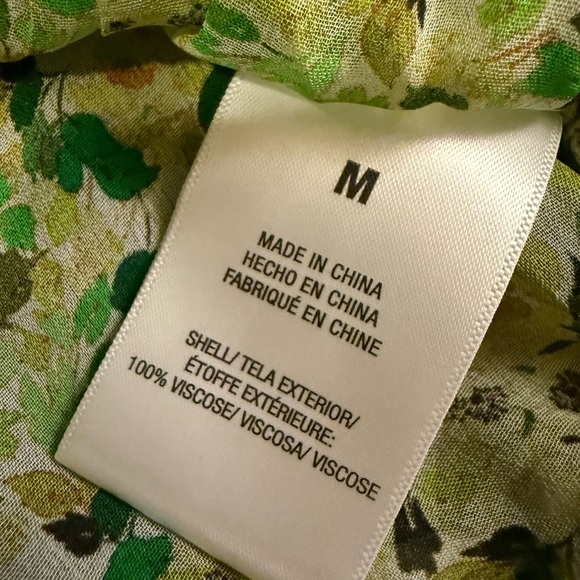 M
MADE IN CHINA
HECHO EN CHINA
FABRIQUÉ EN CHINE
SHELL/ TELA EXTERIOR/
ÉTOFFE EXTÉRIEURE:
100% VISCOSE/ VISCOSA/ VISCOSE